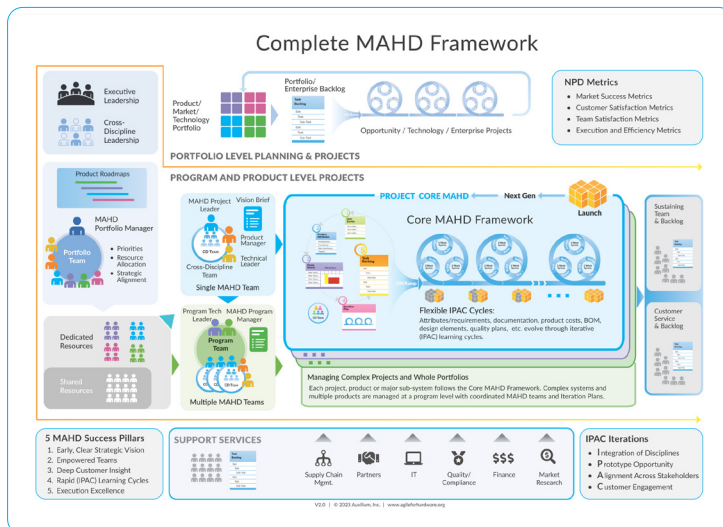 Complete MAHD Framework
Executive
Leadership
Cross-
Discipline
Leadership
Product/
Market/
Technology
Portfolio
Portfolio/
Enterprise Backlog
Task
Backlog
Opportunity / Technology / Enterprise Projects
NPD Metrics
• Market Success Metrics
• Customer Satisfaction Metrics
• Team Satisfaction Metrics
• Execution and Efficiency Metrics
PORTFOLIO LEVEL PLANNING & PROJECTS
PROGRAM AND PRODUCT LEVEL PROJECTS
Product Roadmaps
MAHD
Portfolio Manager
Portfolio
Team
• Priorities
• Resource
Allocation
• Strategic
Alignment
Dedicated
Resources
Shared
Resources
MAHD Project
Leader
Vision Brief
CD Team
Product
Manager
Technical
Leader
Cross-Discipline
Team
Single MAHD Team
Program Tech
Leader
MAHD Program
Manager
Program
Team
Multiple MAHD Teams
PROJECT CORE MAHD
Next Gen
Launch
Core MAHD Framework
Task
Backlog
Flexible IPAC Cycles:
Attributes/requirements, documentation, product costs, BOM,
design elements, quality plans, etc. evolve through iterative
(IPAC) learning cycles.
Managing Complex Projects and Whole Portfolios
Each project, product or major sub-system follows the Core MAHD Framework. Complex systems and
multiple products are managed at a program level with coordinated MAHD teams and Iteration Plans.
Sustaining
Team
& Backlog
Customer
Service
& Backlog
5 MAHD Success Pillars
1. Early, Clear Strategic Vision
2. Empowered Teams
3. Deep Customer Insight
4. Rapid (IPAC) Learning Cycles
5. Execution Excellence
SUPPORT SERVICES
Task
Backlog
Supply Chain
Mgmt.
Partners
IT
Quality/
Compliance
$$$
Finance
Market
Research
IPAC Iterations
• Integration of Disciplines
• Prototype Opportunity
• Alignment Across Stakeholders
• Customer Engagement
V2.0 | © 2023 Auxilium, Inc. | www.agileforhardware.org